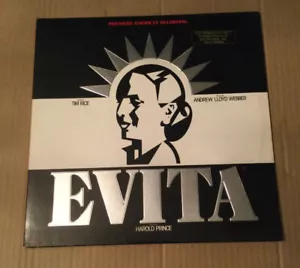 PREMIERE AMERICAN RECORDING
TIM RICE
ANDREW LLOYD WEBBER
EVITA
HAROLD PRINCE